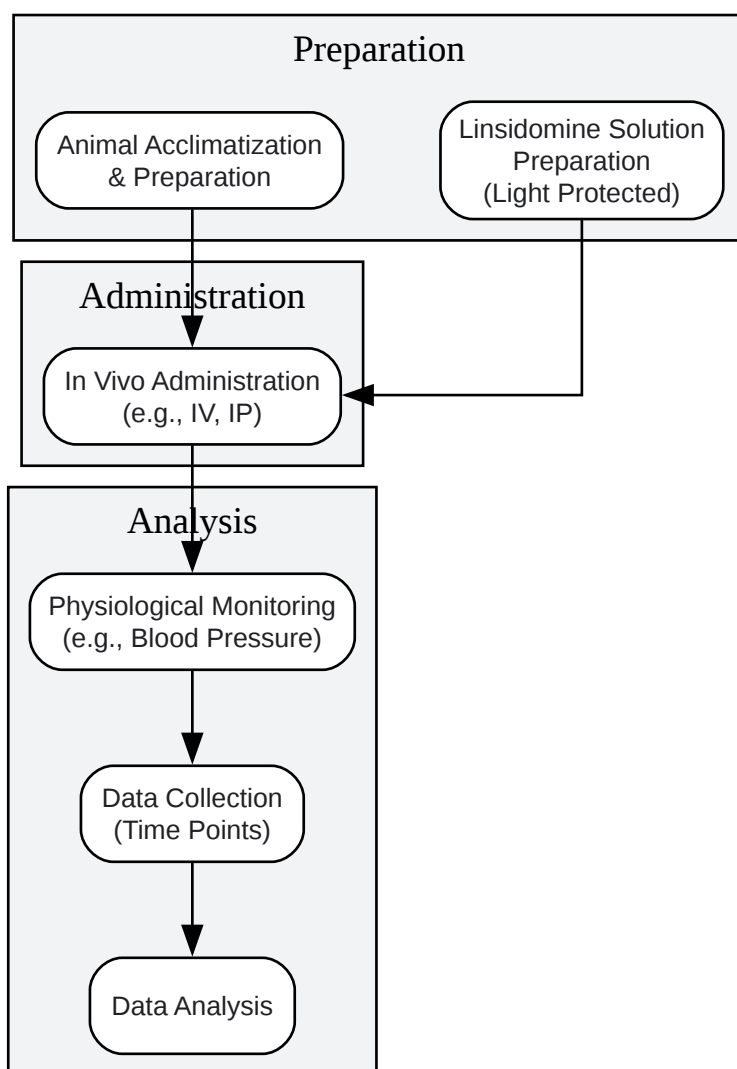 Preparation
Animal Acclimatization
& Preparation
Linsidomine Solution
Preparation
(Light Protected)
Administration
In Vivo Administration
(e.g., IV, IP)
Analysis
Physiological Monitoring
(e.g., Blood Pressure)
Data Collection
(Time Points)
Data Analysis